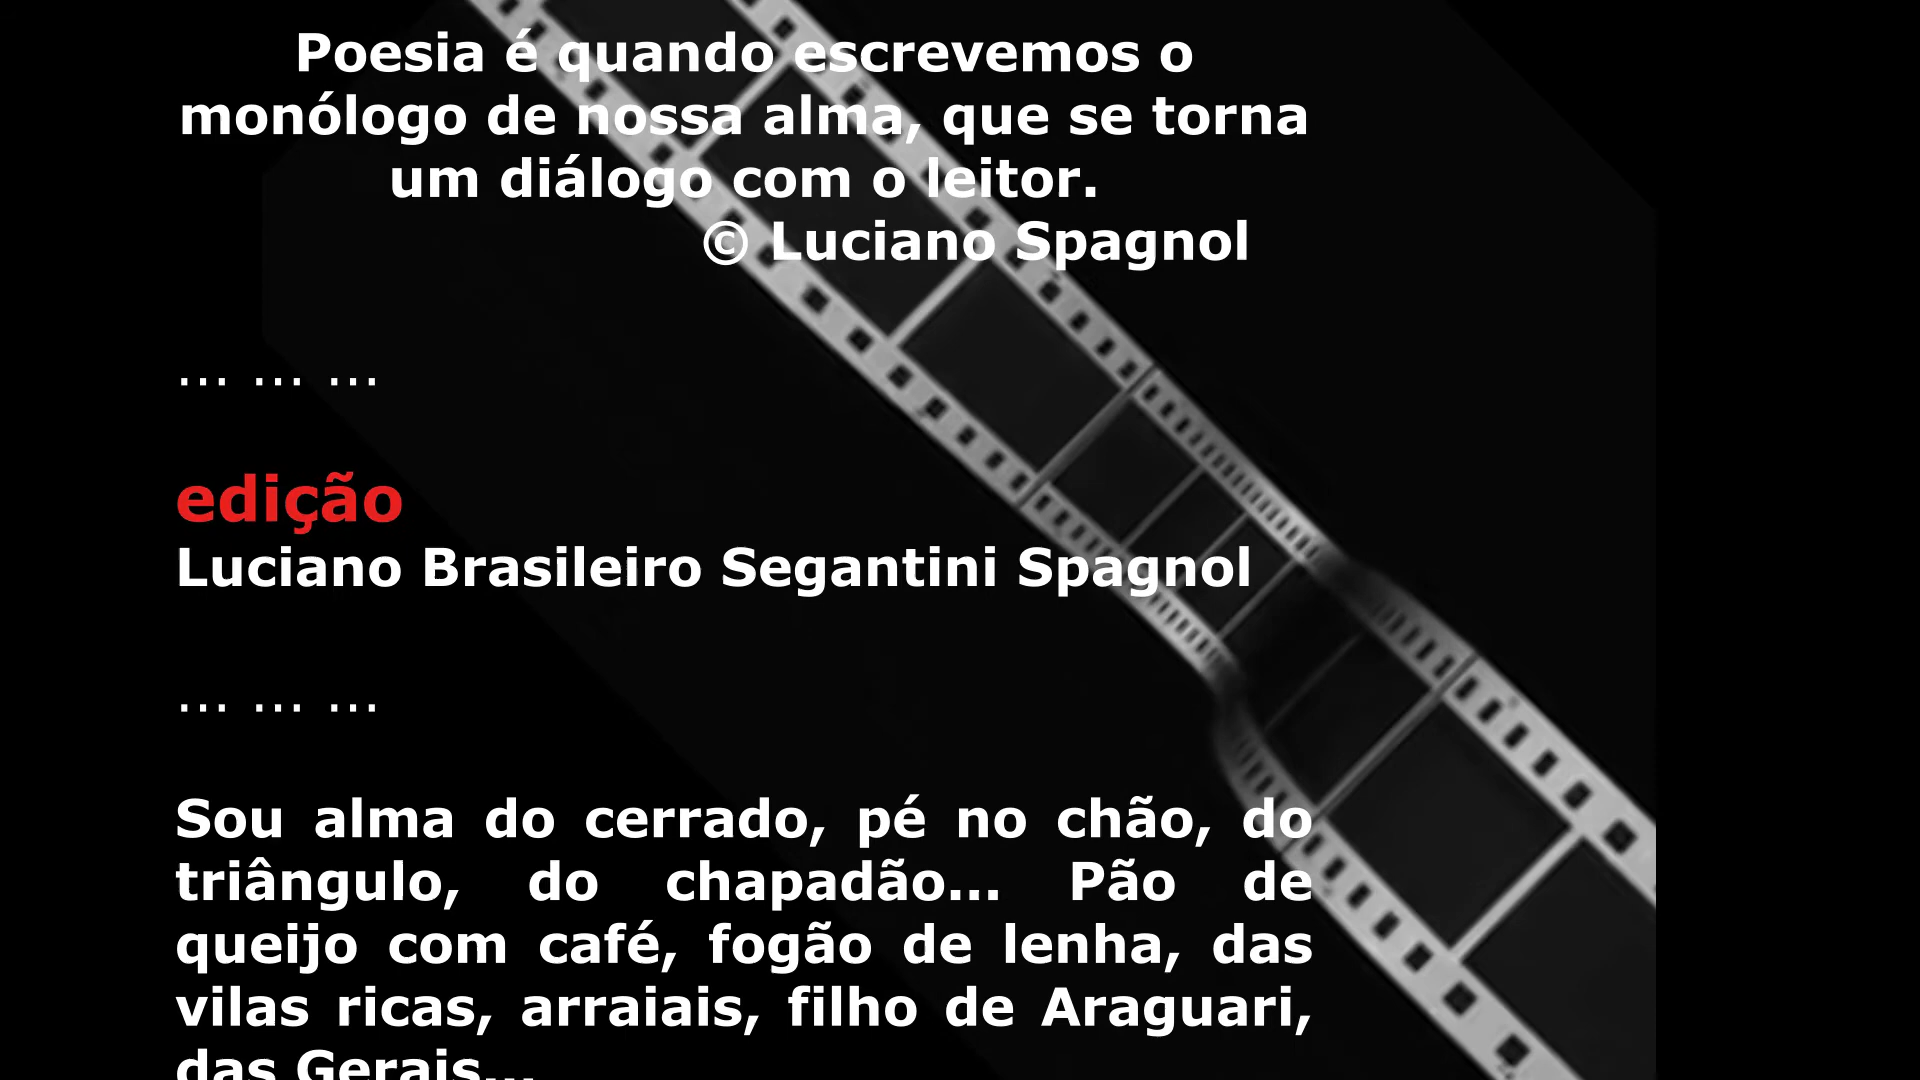 Poesia é quando escrevemos o
monólogo de nossa alma, que se torna
um diálogo com o leitor.
© Luciano Spagnol
... ... ...
edição
Luciano Brasileiro Segantini Spagnol
... ... ...
Sou alma do cerrado, pé no chão, do
triângulo, do chapadão... Pão de
queijo com café, fogão de lenha, das
vilas ricas, arraiais, filho de Araguari,
das Gerais...